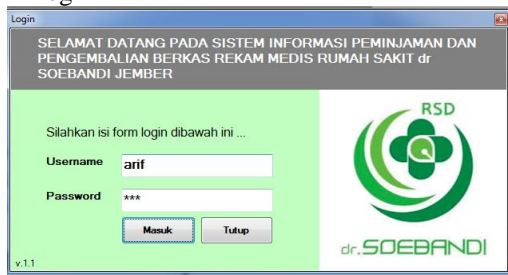 Login
SELAMAT DATANG PADA SISTEM INFORMASI PEMINJAMAN DAN
PENGEMBALIAN BERKAS REKAM MEDIS RUMAH SAKIT dr
SOEBANDI JEMBER
Silahkan isi form login dibawah ini ...
Username
arif
Password
***
Masuk
Tutup
v.1.1
RSD
dr.SOEBANDI